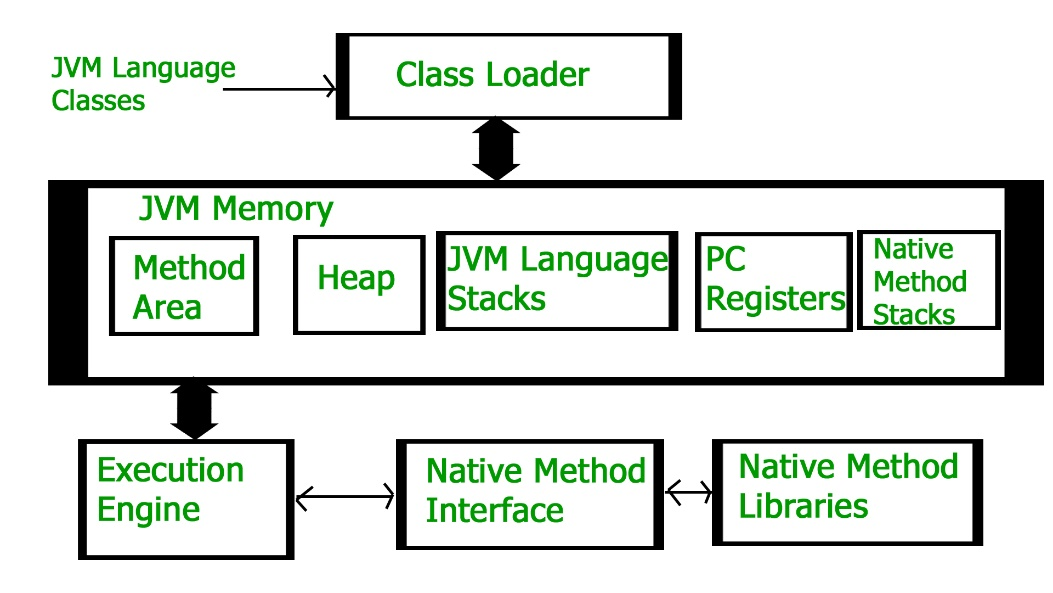 JVM Language
Classes
Class Loader
JVM Memory
Method
Area
Heap
JVM Language
Stacks
PC
Registers
Native
Method
Stacks
Execution
Engine
Native Method
Interface
Native Method
Libraries